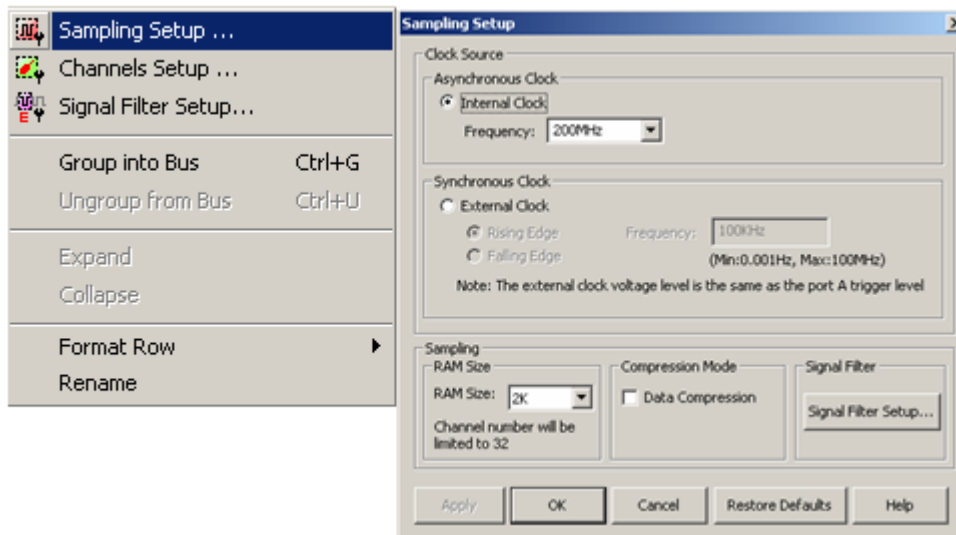 Sampling Setup ...
Channels Setup ...
Signal Filter Setup...
Group into Bus Ctrl+G
Ungroup from Bus Ctrl+U
Expand
Collapse
Format Row
Rename
Sampling Setup
Clock Source
Asynchronous Clock
Internal Clock
Frequency: 200MHz
Synchronous Clock
External Clock
Rising Edge Frequency: 100KHz
Falling Edge (Min:0.001Hz, Max:100MHz)
Note: The external clock voltage level is the same as the port A trigger level
Sampling
RAM Size
RAM Size: 2K
Channel number will be
limited to 32
Compression Mode
Data Compression
Signal Filter
Signal Filter Setup...
Apply OK Cancel Restore Defaults Help